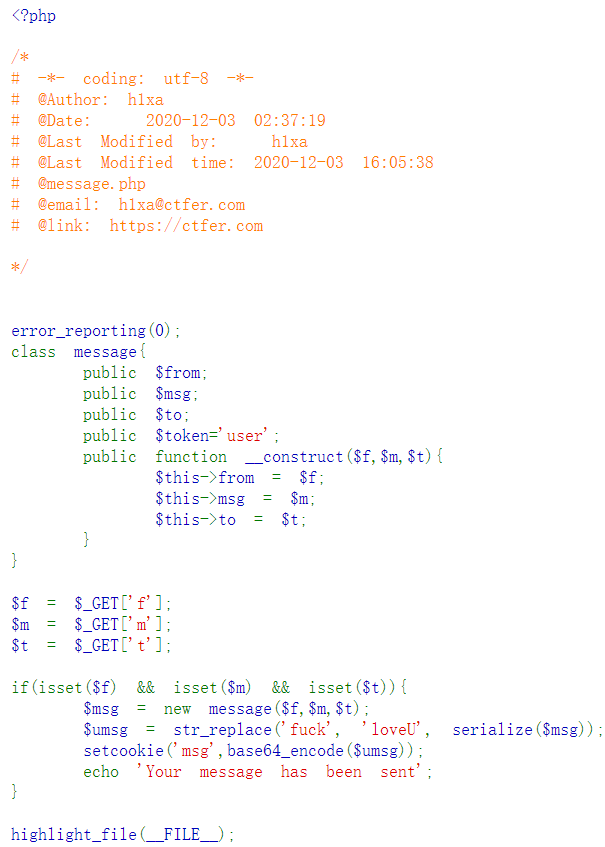 <?php
/*
# -*- coding: utf-8 -*-
# @Author: h1xa
# @Date:   2020-12-03 02:37:19
# @Last Modified by:   h1xa
# @Last Modified time: 2020-12-03 16:05:38
# @message.php
# @email: h1xa@ctfer.com
# @link: https://ctfer.com
*/
error_reporting(0);
class message{
    public $from;
    public $msg;
    public $to;
    public $token='user';
    public function __construct($f,$m,$t){
        $this->from = $f;
        $this->msg = $m;
        $this->to = $t;
    }
}
$f = $_GET['f'];
$m = $_GET['m'];
$t = $_GET['t'];
if(isset($f) && isset($m) && isset($t)){
    $msg = new message($f,$m,$t);
    $umsg = str_replace('fuck', 'loveU', serialize($msg));
    setcookie('msg',base64_encode($umsg));
    echo 'Your message has been sent';
}
highlight_file(__FILE__);